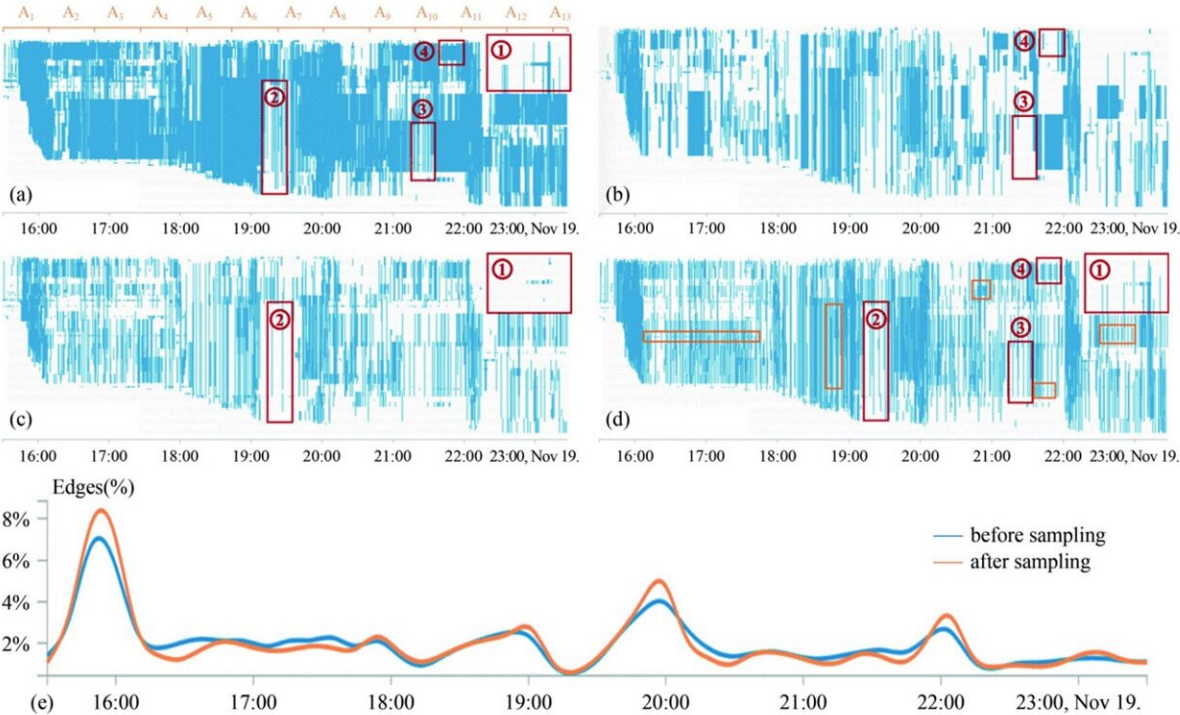 A₁ A₂ A₃ A₄ A₅ A₆ A₇ A₈ A₉ A₁₀ A₁₁ A₁₂ A₁₃
④ ①
②
③
(a)
16:00 17:00 18:00 19:00 20:00 21:00 22:00 23:00, Nov 19.
④
③
(b)
16:00 17:00 18:00 19:00 20:00 21:00 22:00 23:00, Nov 19.
①
②
(c)
16:00 17:00 18:00 19:00 20:00 21:00 22:00 23:00, Nov 19.
④ ①
② ③
(d)
16:00 17:00 18:00 19:00 20:00 21:00 22:00 23:00, Nov 19.
Edges(%)
8%
6%
4%
2%
before sampling
after sampling
(e)
16:00 17:00 18:00 19:00 20:00 21:00 22:00 23:00, Nov 19.